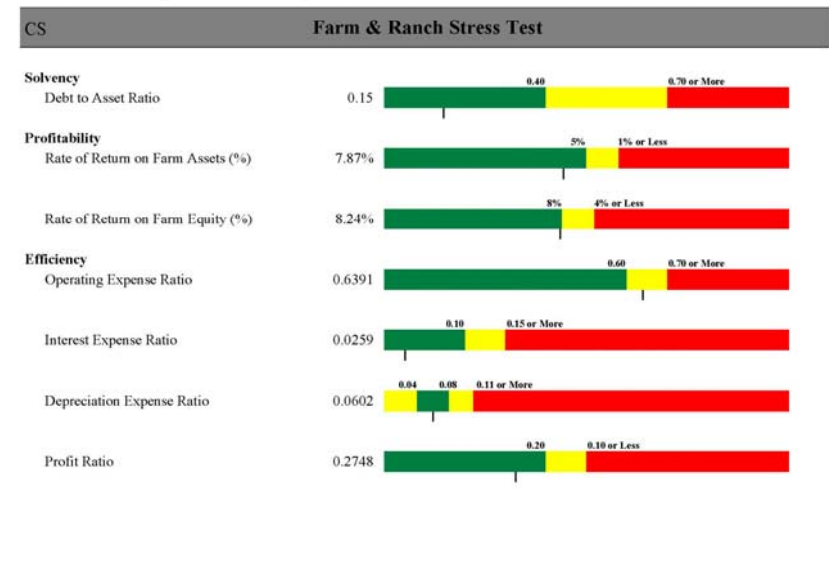 CS Farm & Ranch Stress Test
Solvency
0.40 0.70 or More
Debt to Asset Ratio 0.15
Profitability
5% 1% or Less
Rate of Return on Farm Assets (%) 7.87%
8% 4% or Less
Rate of Return on Farm Equity (%) 8.24%
Efficiency
0.60 0.70 or More
Operating Expense Ratio 0.6391
0.10 0.15 or More
Interest Expense Ratio 0.0259
0.04 0.08 0.11 or More
Depreciation Expense Ratio 0.0602
0.20 0.10 or Less
Profit Ratio 0.2748